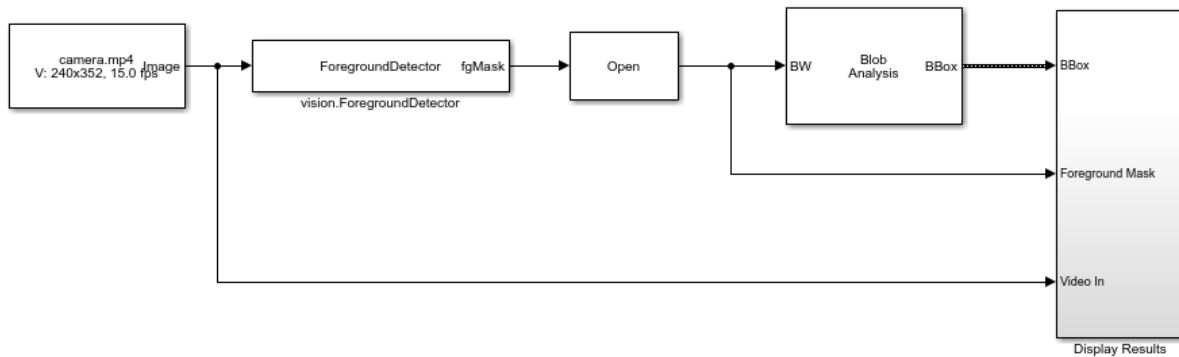 camera.mp4
Image
V: 240x352, 15.0 fps
ForegroundDetector
fgMask
vision.ForegroundDetector
Open
BW
Blob
Analysis
BBox
BBox
Foreground Mask
Video In
Display Results